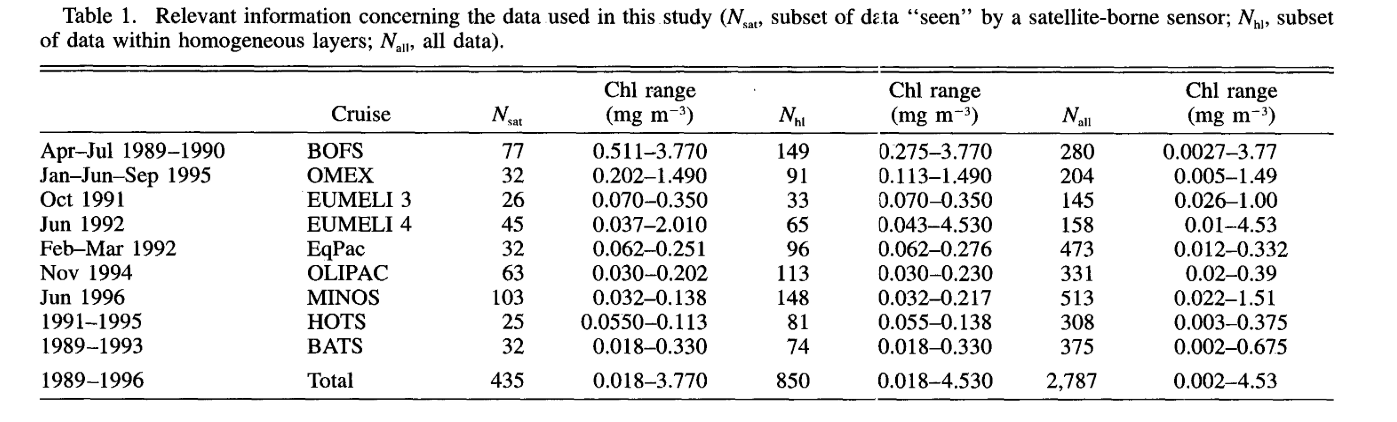 Table 1. Relevant information concerning the data used in this study (Nsat, subset of data “seen” by a satellite-borne sensor; Nhl, subset
of data within homogeneous layers; Nall, all data).
Cruise Nsat Chl range (mg m−3) Nhl Chl range (mg m−3) Nall Chl range (mg m−3)
Apr–Jul 1989–1990 BOFS 77 0.511–3.770 149 0.275–3.770 280 0.0027–3.77
Jan–Jun–Sep 1995 OMEX 32 0.202–1.490 91 0.113–1.490 204 0.005–1.49
Oct 1991 EUMELI 3 26 0.070–0.350 33 0.070–0.350 145 0.026–1.00
Jun 1992 EUMELI 4 45 0.037–2.010 65 0.043–4.530 158 0.01–4.53
Feb–Mar 1992 EqPac 32 0.062–0.251 96 0.062–0.276 473 0.012–0.332
Nov 1994 OLIPAC 63 0.030–0.202 113 0.030–0.230 331 0.02–0.39
Jun 1996 MINOS 103 0.032–0.138 148 0.032–0.217 513 0.022–1.51
1991–1995 HOTS 25 0.0550–0.113 81 0.055–0.138 308 0.003–0.375
1989–1993 BATS 32 0.018–0.330 74 0.018–0.330 375 0.002–0.675
1989–1996 Total 435 0.018–3.770 850 0.018–4.530 2,787 0.002–4.53